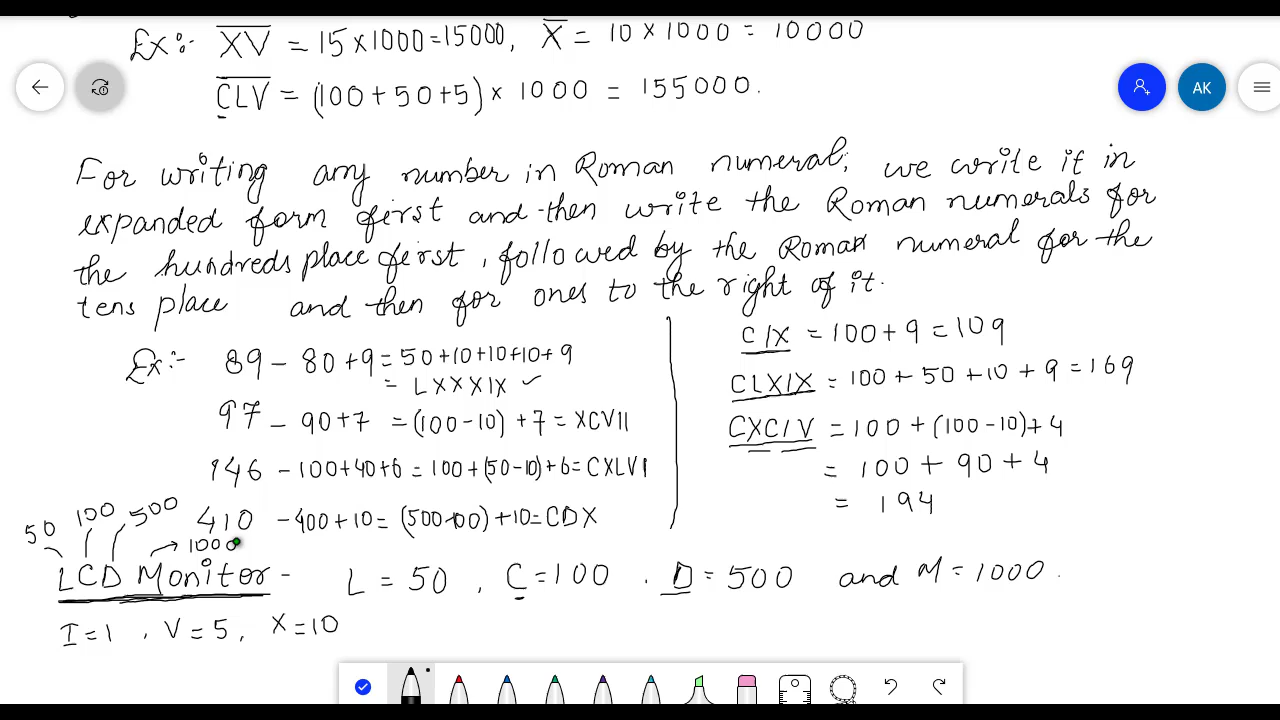 Ex:- X̅V̅ = 15×1000=15000, X̅ = 10×1000 = 10000
C̅L̅V̅ = (100+50+5)×1000 = 155000.
AK
For writing any number in Roman numeral, we write it in
expanded form first and then write the Roman numerals for
the hundreds place first, followed by the Roman numeral for the
tens place and then for ones to the right of it.
Ex:- 89 - 80+9 = 50+10+10+10+9
= LXXXIX ✓
97 - 90+7 = (100-10)+7 = XCVII
146 - 100+40+6 = 100+(50-10)+6 = CXLVI
410 - 400+10 = (500-100)+10 = CDX
CIX = 100+9 = 109
CLXIX = 100+50+10+9 = 169
CXCIV = 100+(100-10)+4
= 100+90+4
= 194
50 100 500 → 1000
LCD Monitor - L = 50, C = 100, D = 500 and M = 1000.
I = 1, V = 5, X = 10